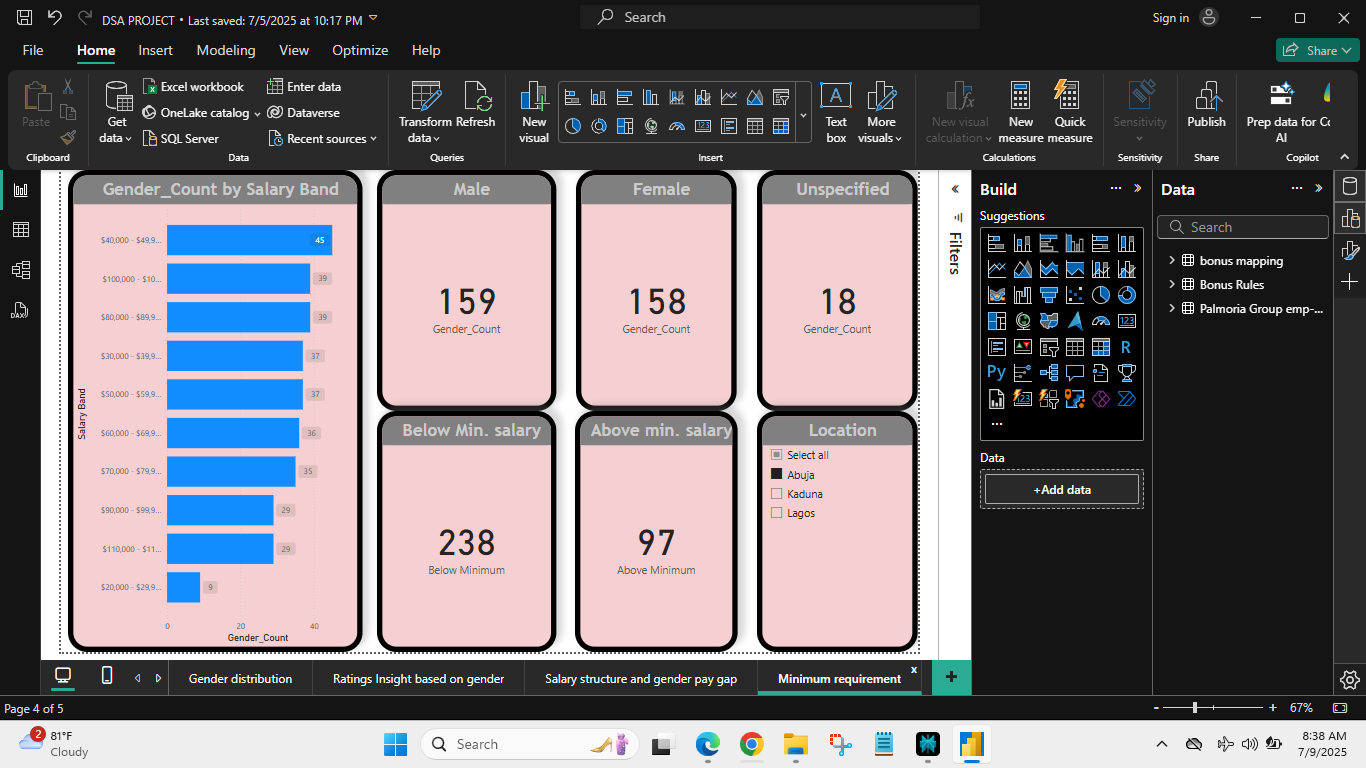 DSA PROJECT • Last saved: 7/5/2025 at 10:17 PM
Search
Sign in
File Home Insert Modeling View Optimize Help
Share
Paste
Clipboard
Get data
Excel workbook
OneLake catalog
SQL Server
Enter data
Dataverse
Recent sources
Data
Transform data
Refresh
Queries
New visual
Text box
More visuals
Insert
New visual calculation
New measure
Quick measure
Calculations
Sensitivity
Sensitivity
Publish
Share
Prep data for AI
Copilot
Gender_Count by Salary Band
Salary Band
$40,000 - $49,9... 45
$100,000 - $10... 39
$80,000 - $89,9... 39
$30,000 - $39,9... 37
$50,000 - $59,9... 37
$60,000 - $69,9... 36
$70,000 - $79,9... 35
$90,000 - $99,9... 29
$110,000 - $11... 29
$20,000 - $29,9... 9
0 20 40
Gender_Count
Male
159
Gender_Count
Female
158
Gender_Count
Unspecified
18
Gender_Count
Below Min. salary
238
Below Minimum
Above min. salary
97
Above Minimum
Location
Select all
Abuja
Kaduna
Lagos
Filters
Build
Suggestions
123
R
Py
123
...
Data
+Add data
Data
Search
bonus mapping
Bonus Rules
Palmoria Group emp-...
DAX
Gender distribution
Ratings Insight based on gender
Salary structure and gender pay gap
Minimum requirement
x
+
Page 4 of 5
- + 67%
2
81°F
Cloudy
Search
8:38 AM
7/9/2025